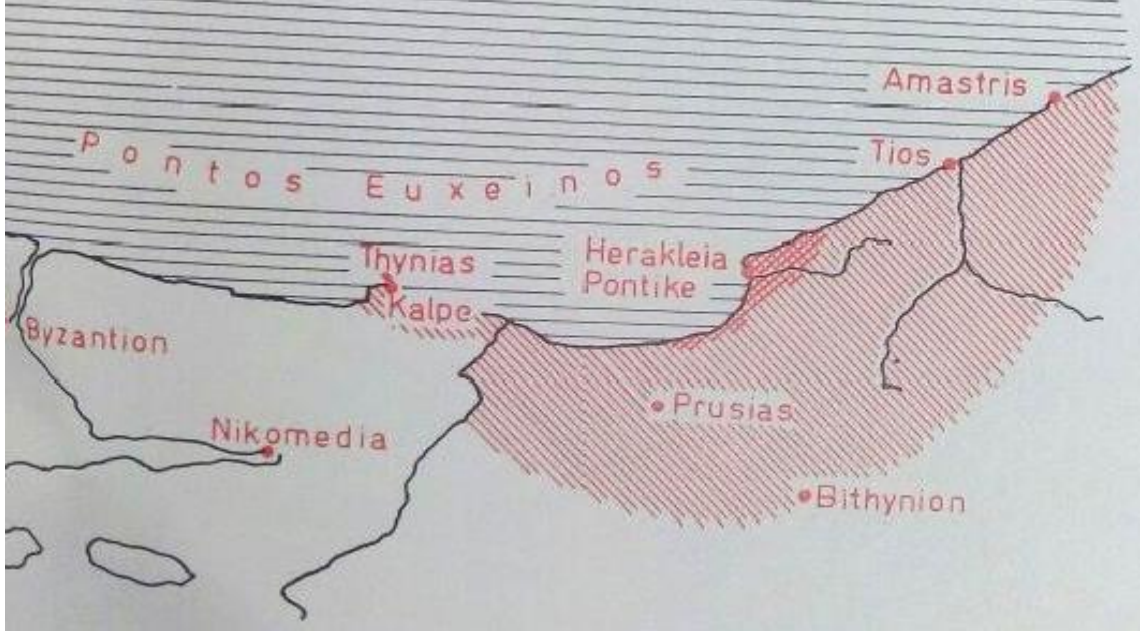 Amastris
Tios
Pontos Euxeinos
Thynias
Herakleia
Pontike
Kalpe
Byzantion
Prusias
Nikomedia
Bithynion